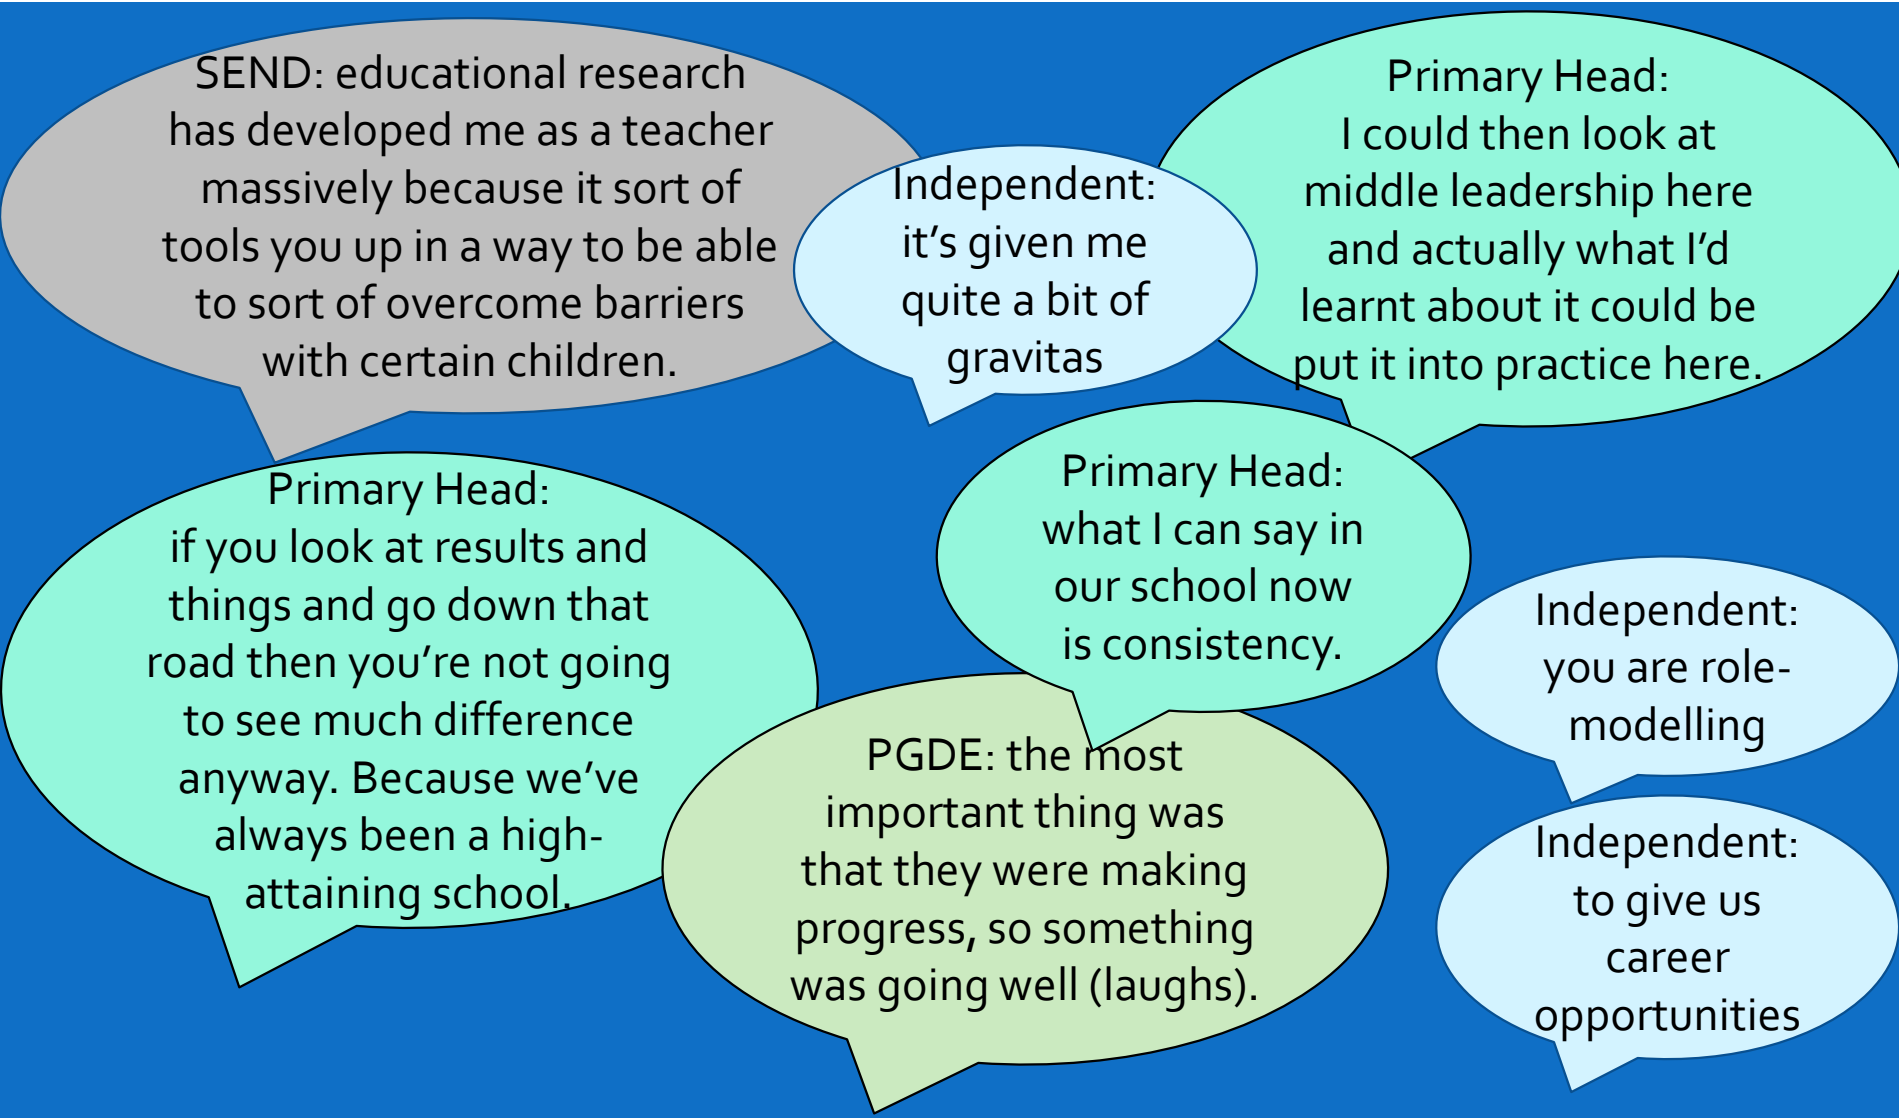 SEND: educational research
has developed me as a teacher
massively because it sort of
tools you up in a way to be able
to sort of overcome barriers
with certain children.
Independent:
it’s given me
quite a bit of
gravitas
Primary Head:
I could then look at
middle leadership here
and actually what I’d
learnt about it could be
put it into practice here.
Primary Head:
if you look at results and
things and go down that
road then you’re not going
to see much difference
anyway. Because we’ve
always been a high-
attaining school.
Primary Head:
what I can say in
our school now
is consistency.
PGDE: the most
important thing was
that they were making
progress, so something
was going well (laughs).
Independent:
you are role-
modelling
Independent:
to give us
career
opportunities